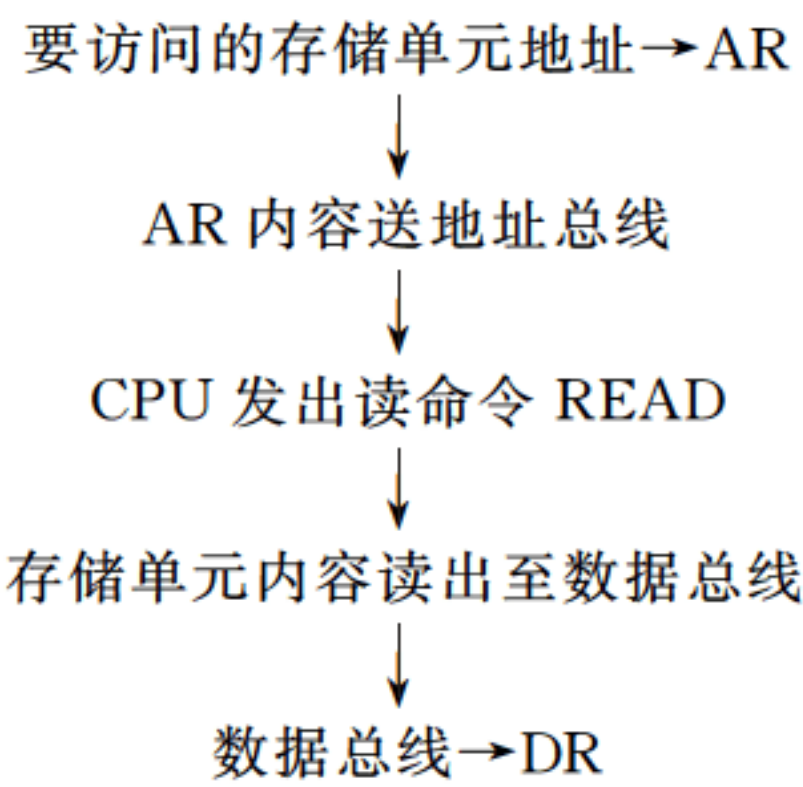 要访问的存储单元地址→AR
AR 内容送地址总线
CPU 发出读命令 READ
存储单元内容读出至数据总线
数据总线→DR